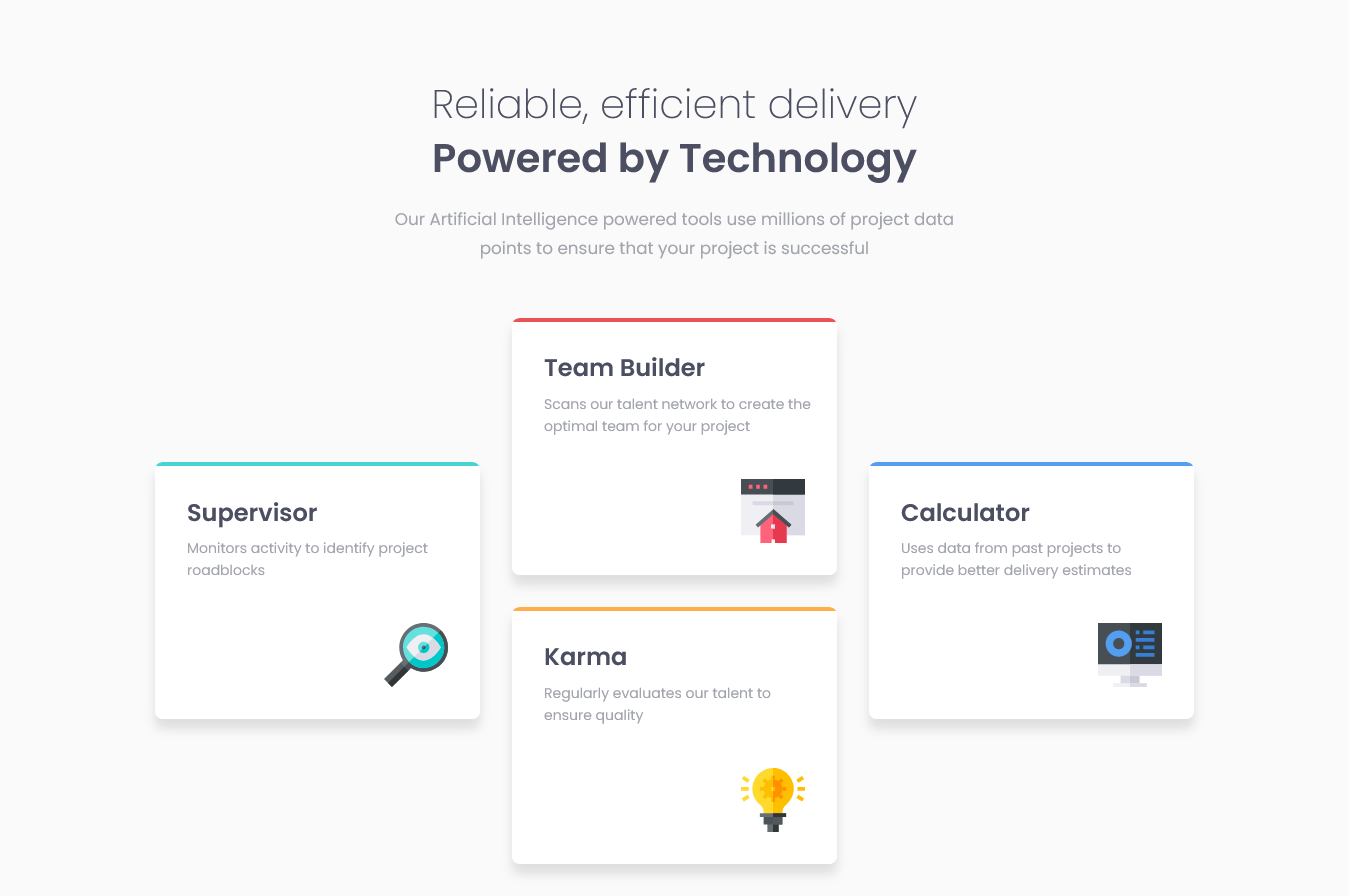 Reliable, efficient delivery
Powered by Technology
Our Artificial Intelligence powered tools use millions of project data
points to ensure that your project is successful
Team Builder
Scans our talent network to create the
optimal team for your project
Supervisor
Monitors activity to identify project
roadblocks
Calculator
Uses data from past projects to
provide better delivery estimates
Karma
Regularly evaluates our talent to
ensure quality